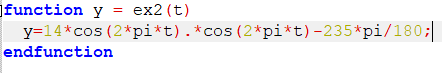 function y = ex2(t)
y=14*cos(2*pi*t).*cos(2*pi*t)-235*pi/180;
endfunction